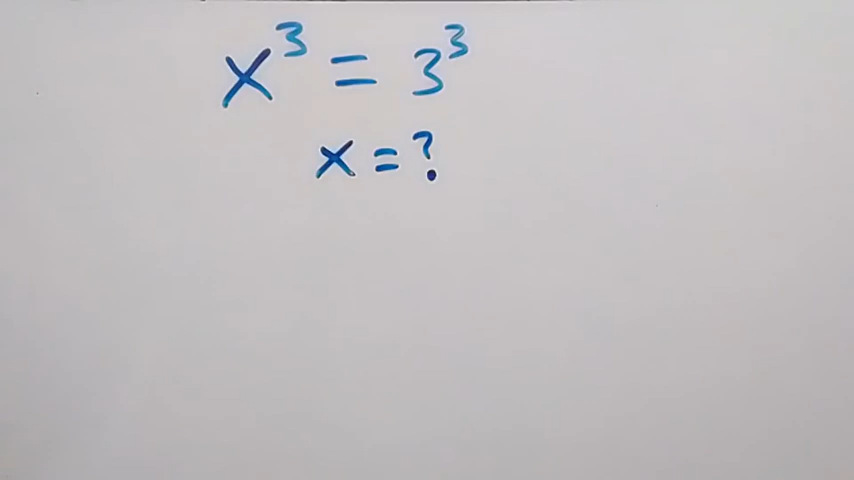 x³ = 3³
x = ?